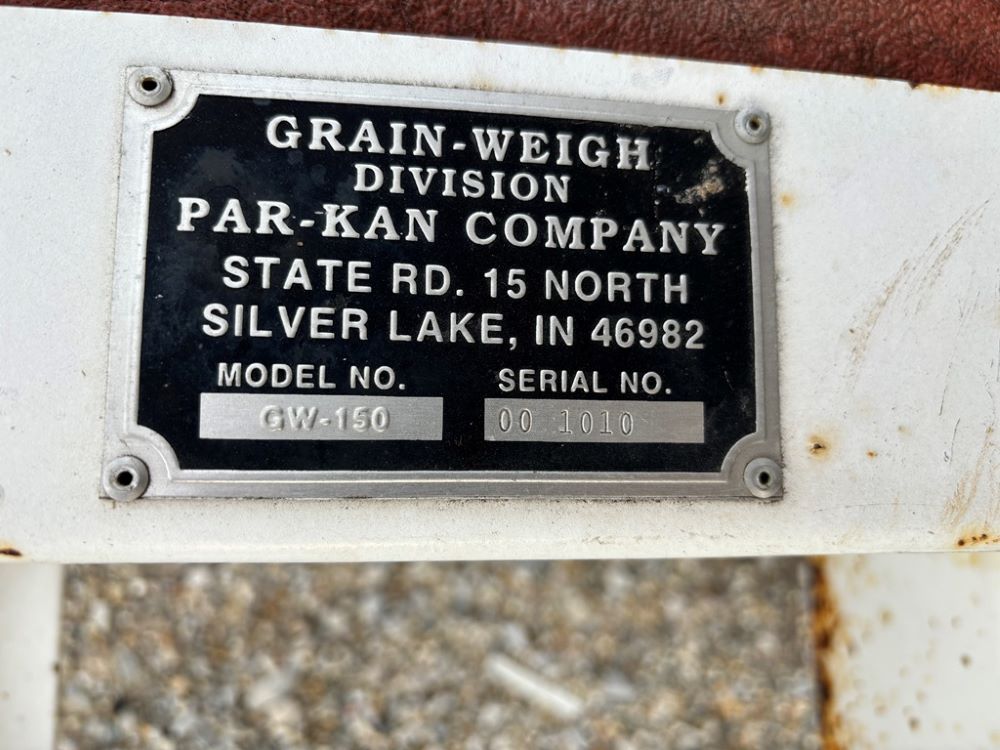 GRAIN-WEIGH
DIVISION
PAR-KAN COMPANY
STATE RD. 15 NORTH
SILVER LAKE, IN 46982
MODEL NO. SERIAL NO.
GW-150 00 1010